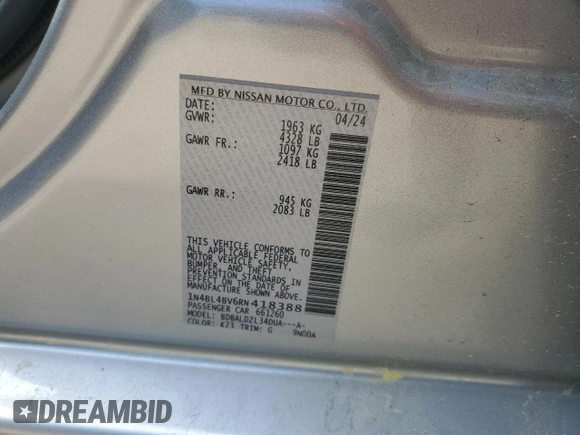 MFD BY NISSAN MOTOR CO., LTD.
DATE: 04/24
GVWR: 1963 KG
4328 LB
GAWR FR.: 1097 KG
2418 LB
GAWR RR.: 945 KG
2083 LB
THIS VEHICLE CONFORMS TO
ALL APPLICABLE FEDERAL
MOTOR VEHICLE SAFETY,
BUMPER, AND THEFT
PREVENTION STANDARDS IN
EFFECT ON THE DATE OF
MANUFACTURE SHOWN ABOVE.
1N4BL4BV6RN418388
PASSENGER CAR 661260
MODEL: BDBALDZL34DUA---A-
COLOR: K23 TRIM: G 9N00A
DREAMBID